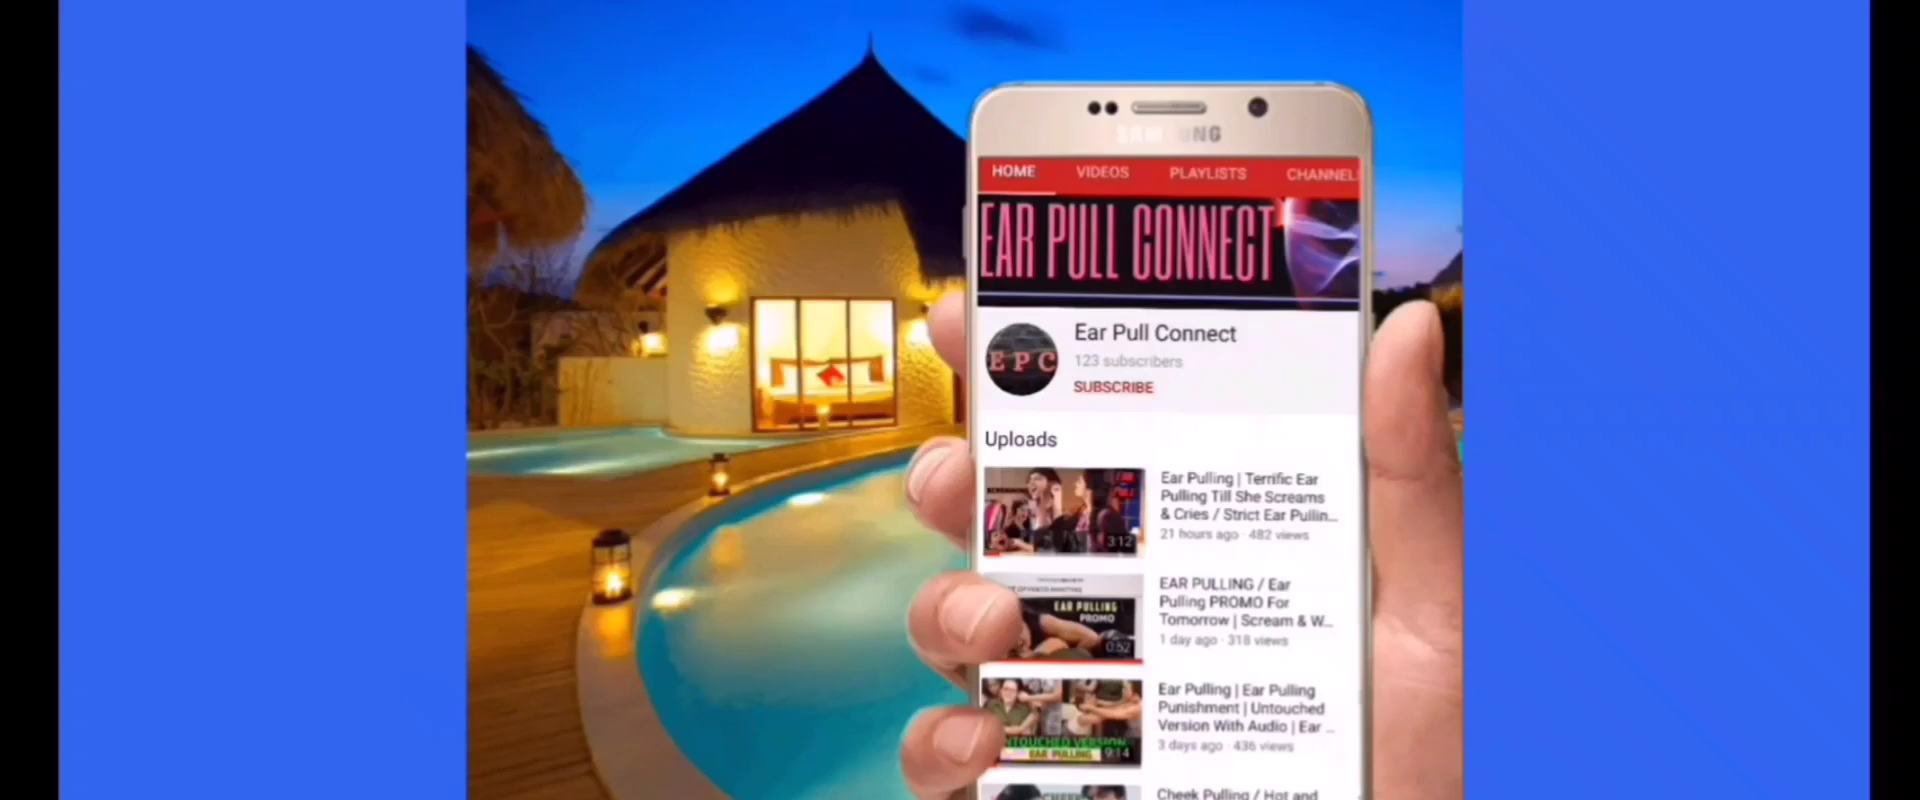 SAMSUNG
HOME VIDEOS PLAYLISTS CHANNEL
EAR PULL CONNECT
E P C
Ear Pull Connect
123 subscribers
SUBSCRIBE
Uploads
EAR
PULL
3:12
Ear Pulling | Terrific Ear
Pulling Till She Screams
& Cries / Strict Ear Pullin...
21 hours ago · 482 views
EAR PULLING
PROMO
0:52
EAR PULLING / Ear
Pulling PROMO For
Tomorrow | Scream & W...
1 day ago · 318 views
NTOUCHED VERSION
EAR PULLING
9:14
Ear Pulling | Ear Pulling
Punishment | Untouched
Version With Audio | Ear ...
3 days ago · 436 views
CHEEK
Cheek Pulling / Hot and